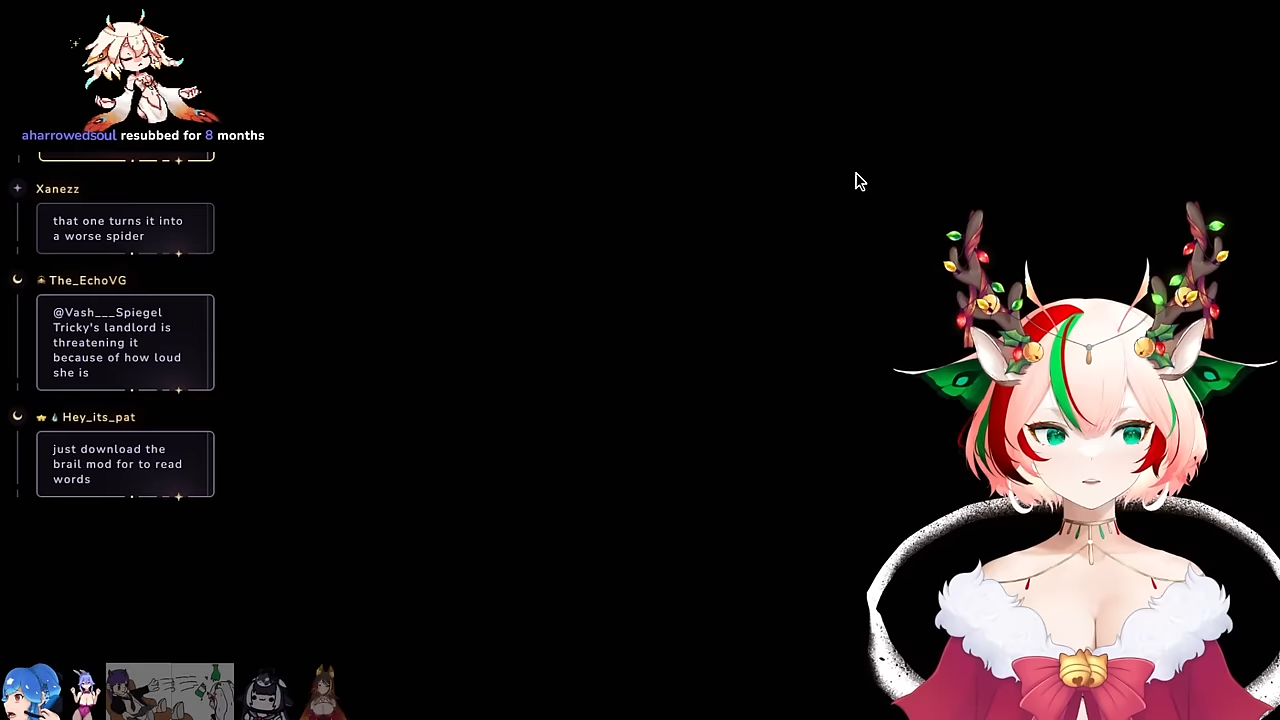 aharrowedsoul resubbed for 8 months
Xanezz
that one turns it into
a worse spider
The_EchoVG
@Vash___Spiegel
Tricky's landlord is
threatening it
because of how loud
she is
Hey_its_pat
just download the
brail mod for to read
words